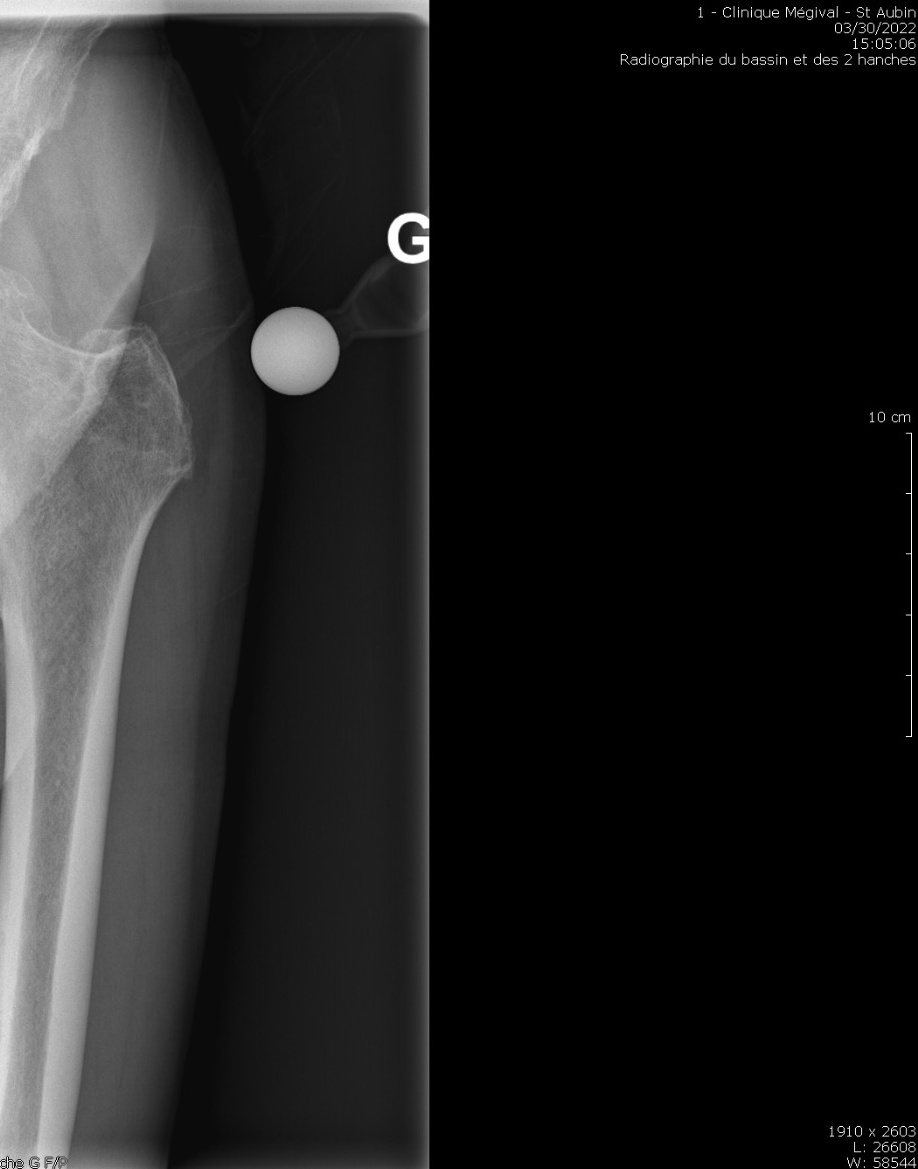 1 - Clinique Mégival - St Aubin
03/30/2022
15:05:06
Radiographie du bassin et des 2 hanches
G
10 cm
1910 x 2603
L: 26608
W: 58544
che G F/P